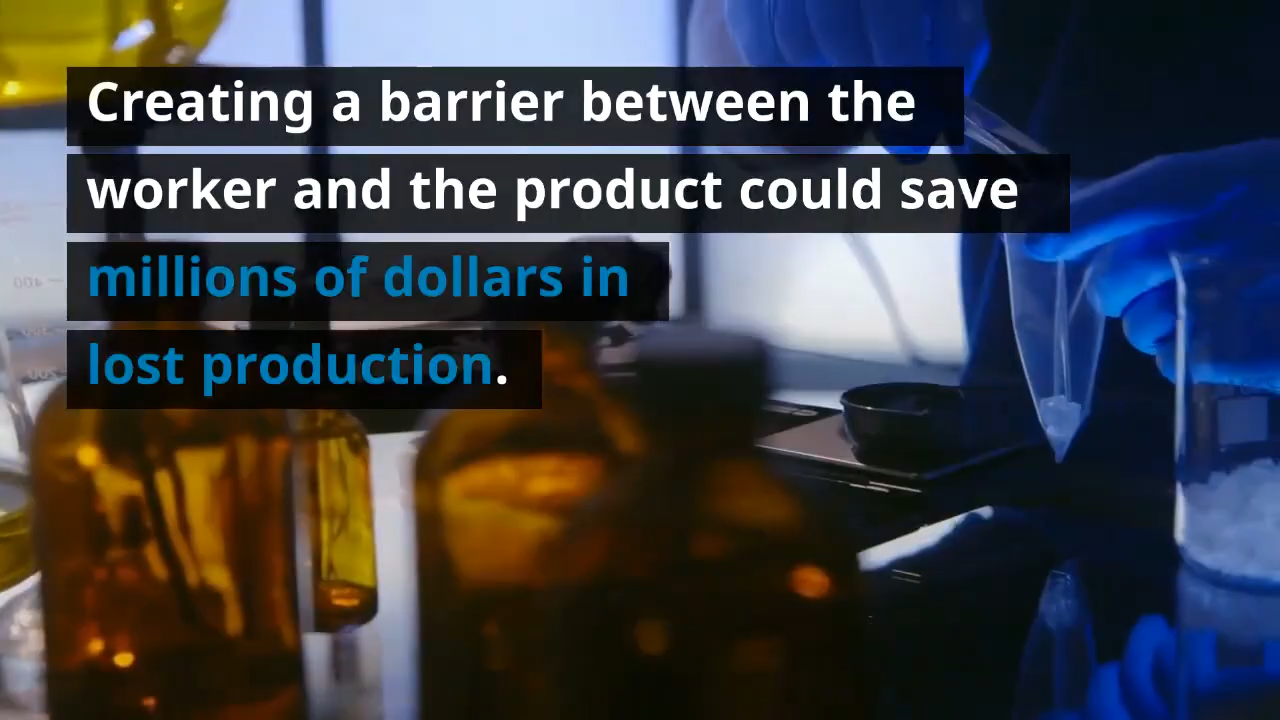 Creating a barrier between the
worker and the product could save
millions of dollars in
lost production.